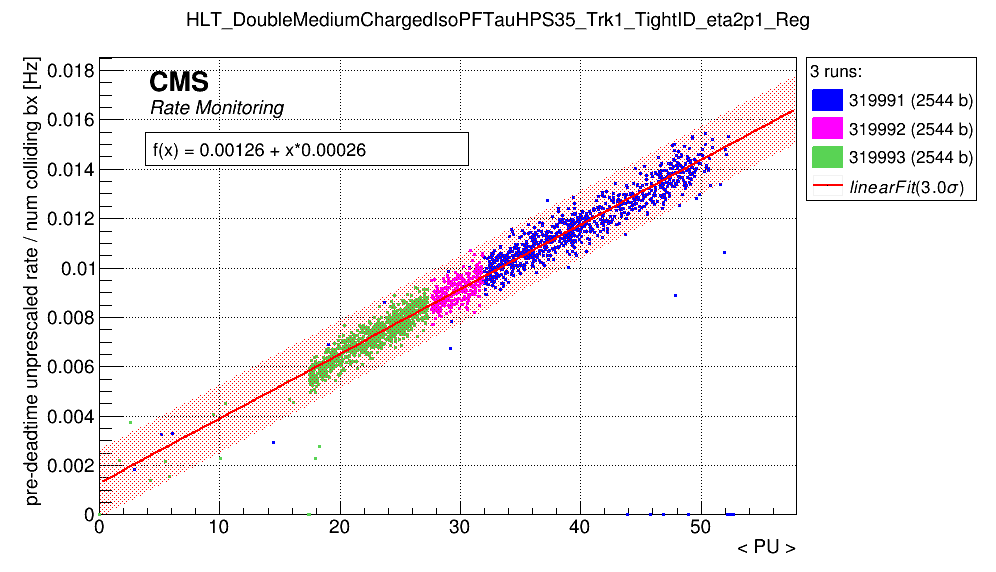 HLT_DoubleMediumChargedIsoPFTauHPS35_Trk1_TightID_eta2p1_Reg
pre-deadtime unprescaled rate / num colliding bx [Hz]
0.018
0.016
0.014
0.012
0.01
0.008
0.006
0.004
0.002
0
CMS
Rate Monitoring
f(x) = 0.00126 + x*0.00026
3 runs:
319991 (2544 b)
319992 (2544 b)
319993 (2544 b)
linearFit(3.0σ)
0 10 20 30 40 50
< PU >